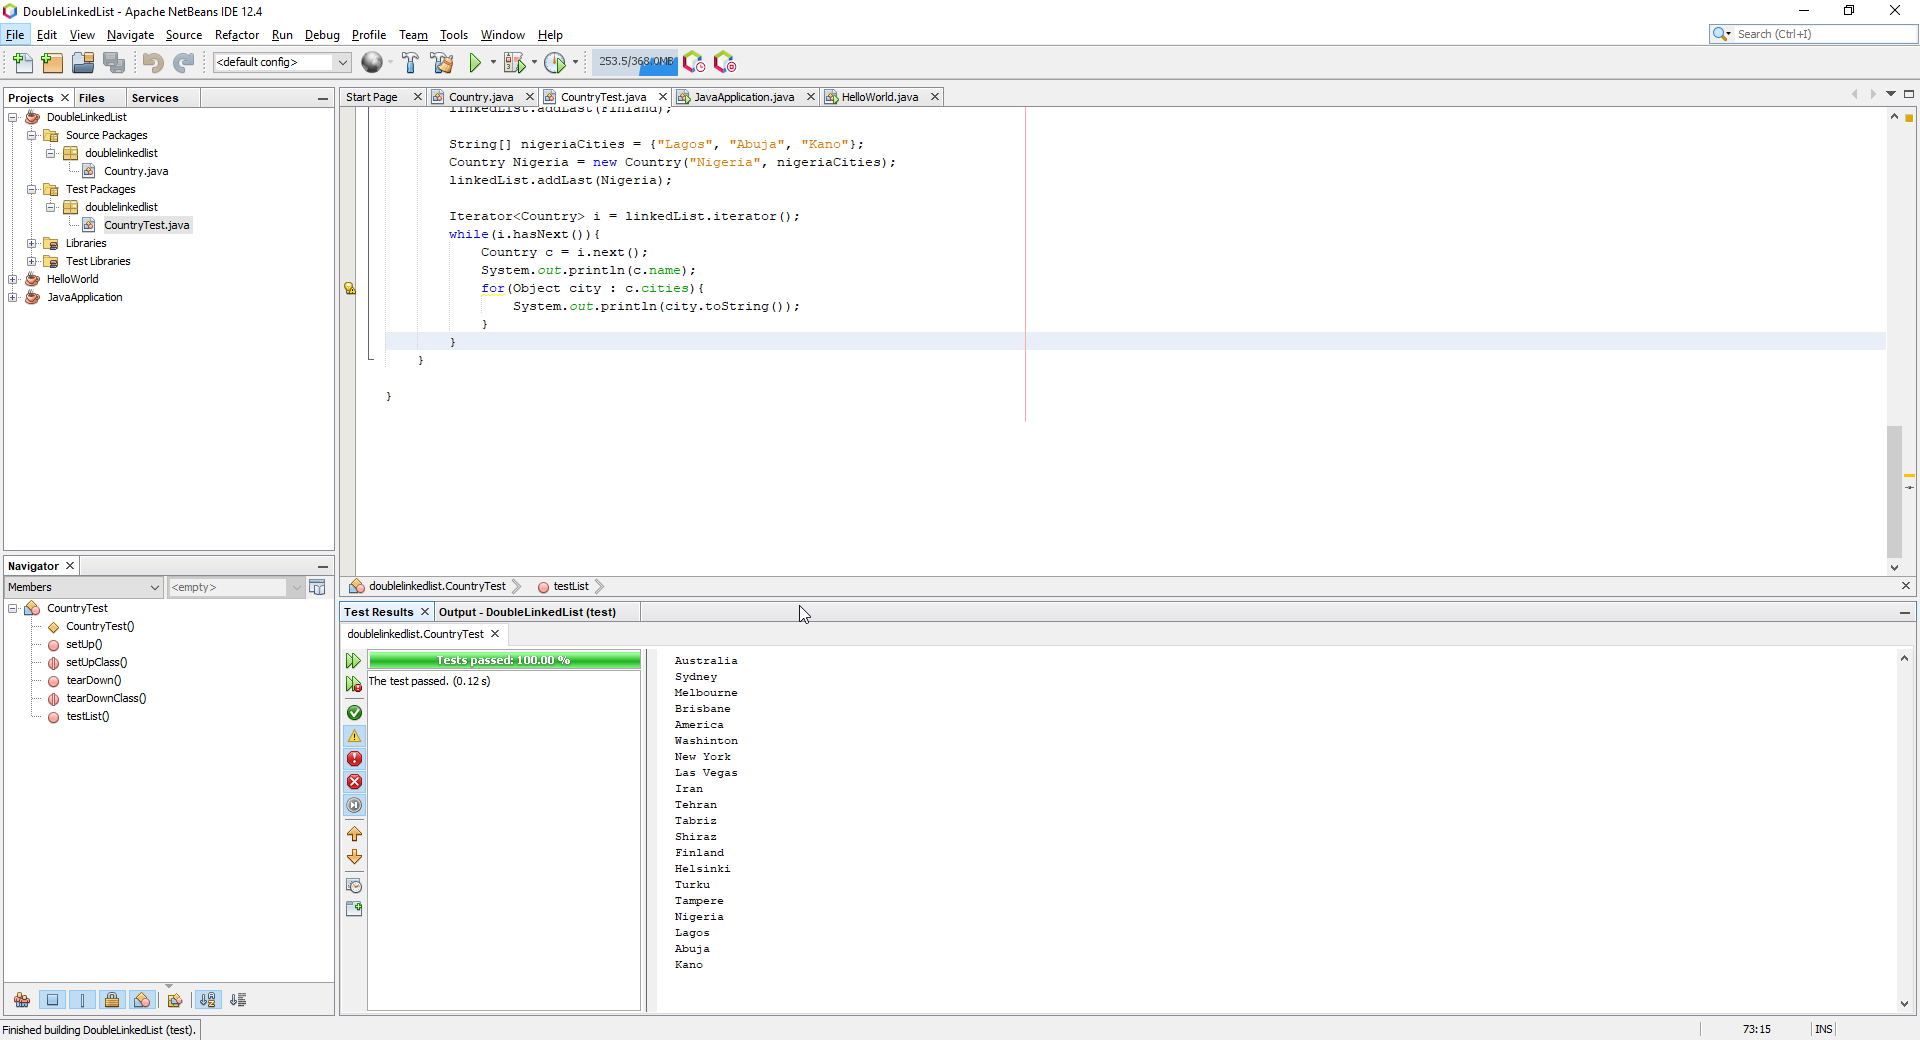 DoubleLinkedList - Apache NetBeans IDE 12.4
File Edit View Navigate Source Refactor Run Debug Profile Team Tools Window Help
Search (Ctrl+I)
<default config>
253.5/368.0MB
Projects Files Services
Start Page Country.java CountryTest.java JavaApplication.java HelloWorld.java
DoubleLinkedList
Source Packages
doublelinkedlist
Country.java
Test Packages
doublelinkedlist
CountryTest.java
Libraries
Test Libraries
HelloWorld
JavaApplication
linkedList.addLast(Finland);
String[] nigeriaCities = {"Lagos", "Abuja", "Kano"};
Country Nigeria = new Country("Nigeria", nigeriaCities);
linkedList.addLast(Nigeria);
Iterator<Country> i = linkedList.iterator();
while(i.hasNext()){
Country c = i.next();
System.out.println(c.name);
for(Object city : c.cities){
System.out.println(city.toString());
}
}
}
}
doublelinkedlist.CountryTest testList
Navigator
Members <empty>
CountryTest
CountryTest()
setUp()
setUpClass()
tearDown()
tearDownClass()
testList()
Test Results Output - DoubleLinkedList (test)
doublelinkedlist.CountryTest
Tests passed: 100.00 %
The test passed. (0.12 s)
Australia
Sydney
Melbourne
Brisbane
America
Washinton
New York
Las Vegas
Iran
Tehran
Tabriz
Shiraz
Finland
Helsinki
Turku
Tampere
Nigeria
Lagos
Abuja
Kano
Finished building DoubleLinkedList (test).
73:15 INS